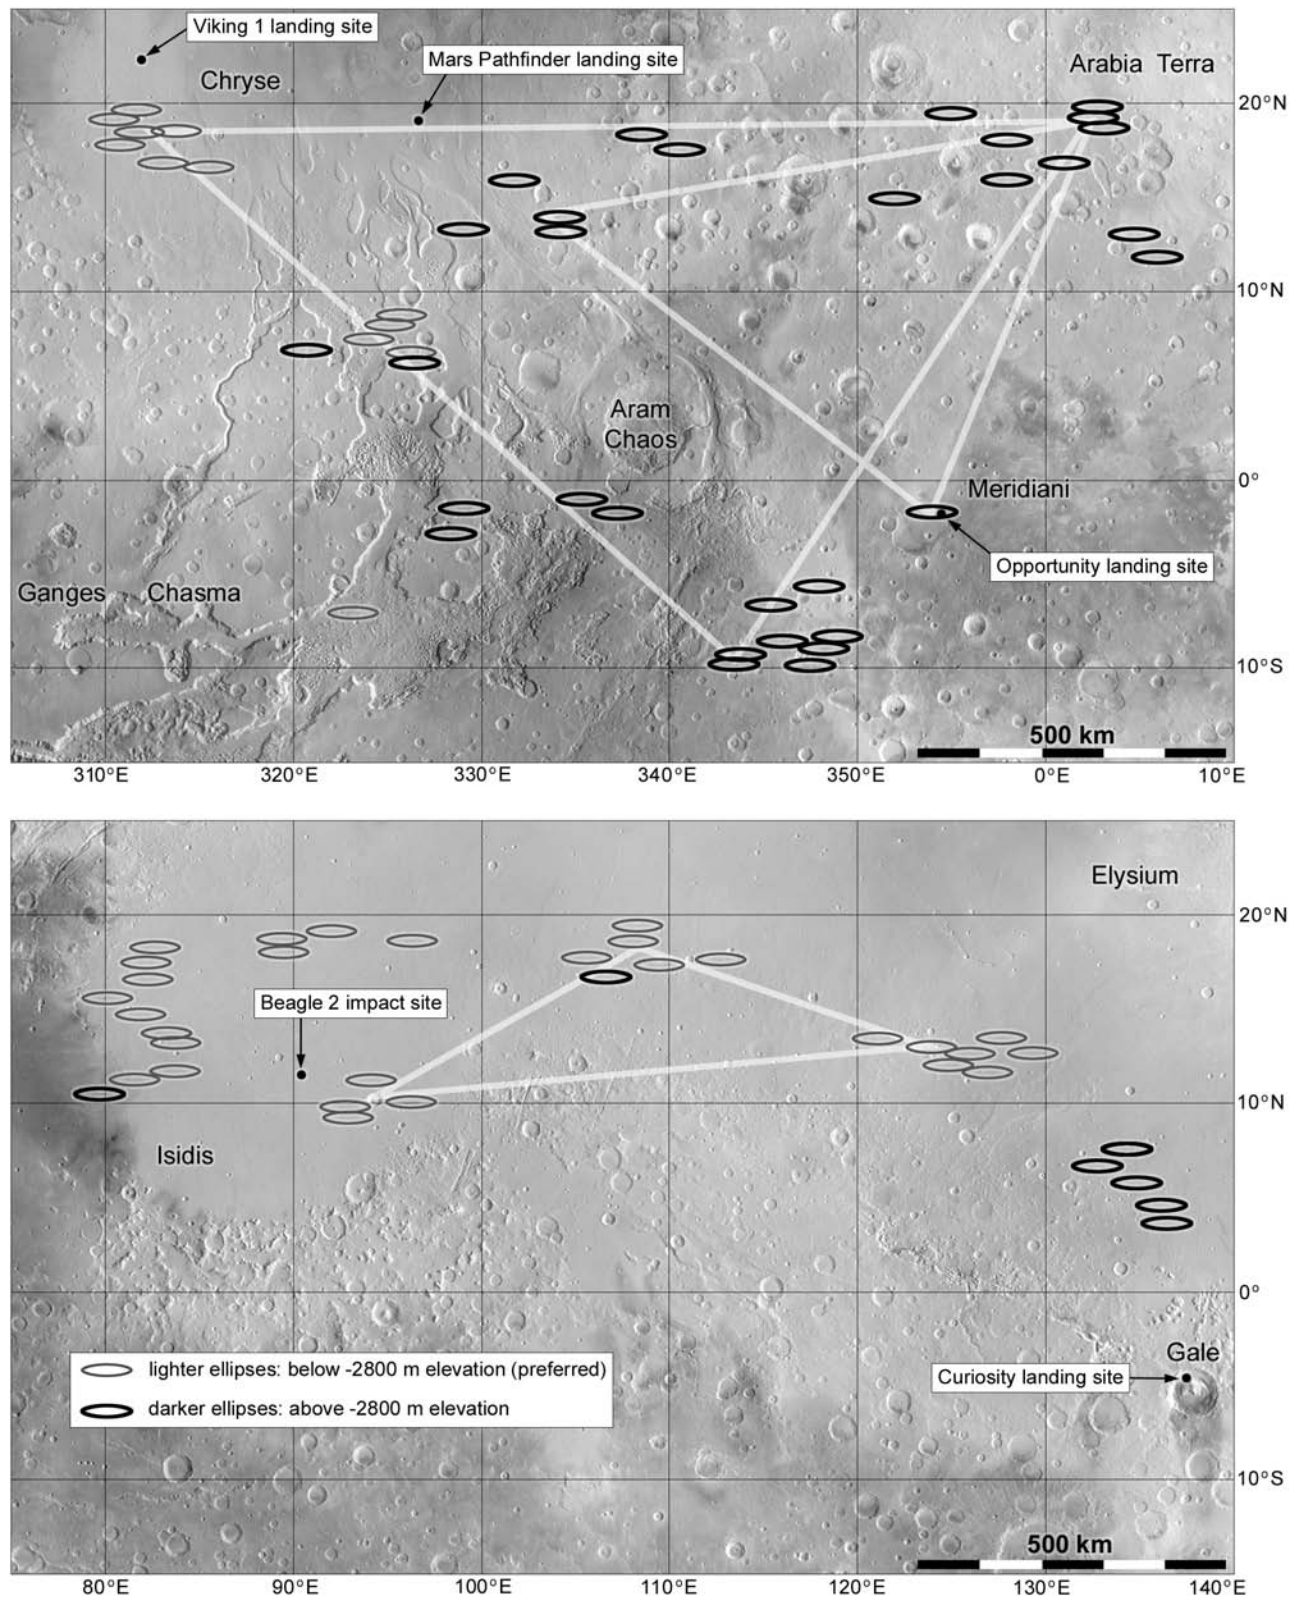 Viking 1 landing site
Mars Pathfinder landing site
Chryse
Arabia Terra
20°N
10°N
Aram
Chaos
0°
Meridiani
Opportunity landing site
Ganges Chasma
10°S
500 km
310°E 320°E 330°E 340°E 350°E 0°E 10°E
Elysium
20°N
Beagle 2 impact site
10°N
Isidis
0°
Gale
lighter ellipses: below -2800 m elevation (preferred)
Curiosity landing site
darker ellipses: above -2800 m elevation
10°S
500 km
80°E 90°E 100°E 110°E 120°E 130°E 140°E